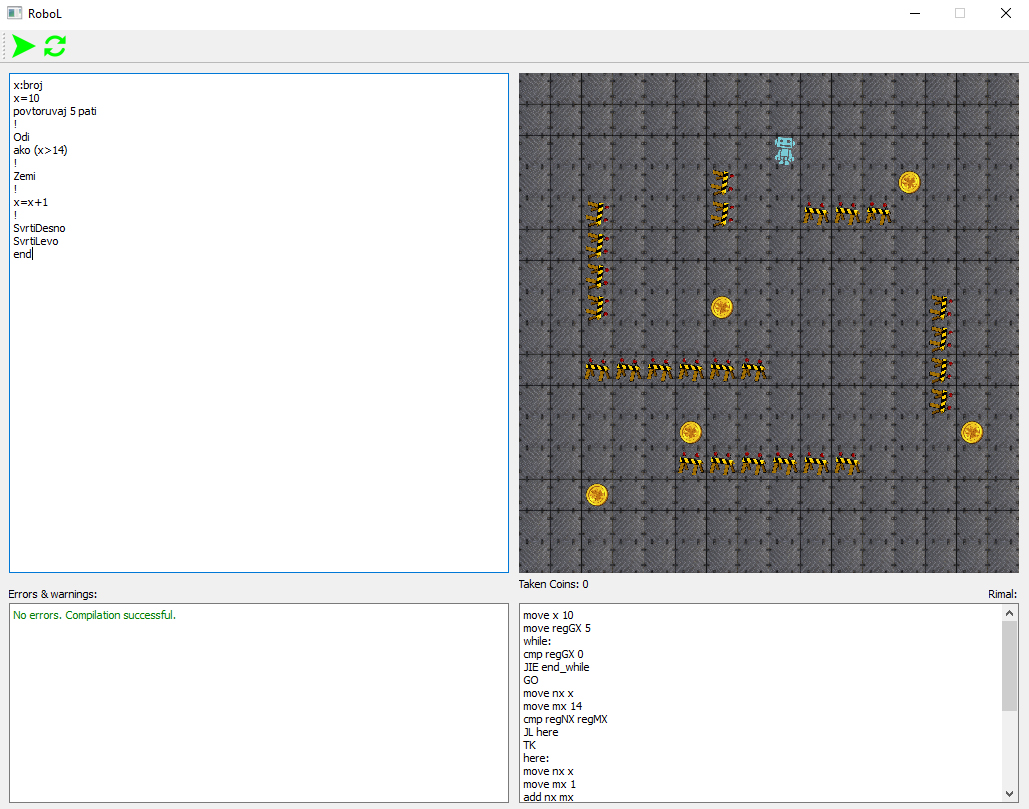 RoboL
x:broj
x=10
povtoruvaj 5 pati
!
Odi
ako (x>14)
!
Zemi
!
x=x+1
!
SvrtiDesno
SvrtiLevo
end
Taken Coins: 0
Errors & warnings:
Rimal:
No errors. Compilation successful.
move x 10
move regGX 5
while:
cmp regGX 0
JIE end_while
GO
move nx x
move mx 14
cmp regNX regMX
JL here
TK
here:
move nx x
move mx 1
add nx mx